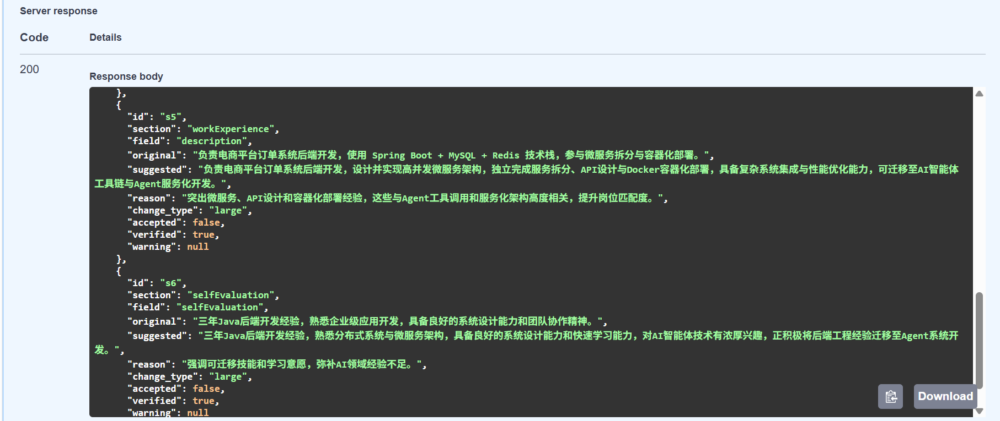 Server response
Code Details
200
Response body
},
{
"id": "s5",
"section": "workExperience",
"field": "description",
"original": "负责电商平台订单系统后端开发，使用 Spring Boot + MySQL + Redis 技术栈，参与微服务拆分与容器化部署。",
"suggested": "负责电商平台订单系统后端开发，设计并实现高并发微服务架构，独立完成服务拆分、API设计与Docker容器化部署，具备复杂系统集成与性能优化能力，可迁移至AI智能体
工具链与Agent服务化开发。",
"reason": "突出微服务、API设计和容器化部署经验，这些与Agent工具调用和服务化架构高度相关，提升岗位匹配度。",
"change_type": "large",
"accepted": false,
"verified": true,
"warning": null
},
{
"id": "s6",
"section": "selfEvaluation",
"field": "selfEvaluation",
"original": "三年Java后端开发经验，熟悉企业级应用开发，具备良好的系统设计能力和团队协作精神。",
"suggested": "三年Java后端开发经验，熟悉分布式系统与微服务架构，具备良好的系统设计能力和快速学习能力，对AI智能体技术有浓厚兴趣，正积极将后端工程经验迁移至Agent系统开
发。",
"reason": "强调可迁移技能和学习意愿，弥补AI领域经验不足。",
"change_type": "large",
"accepted": false,
"verified": true,
"warning": null
Download